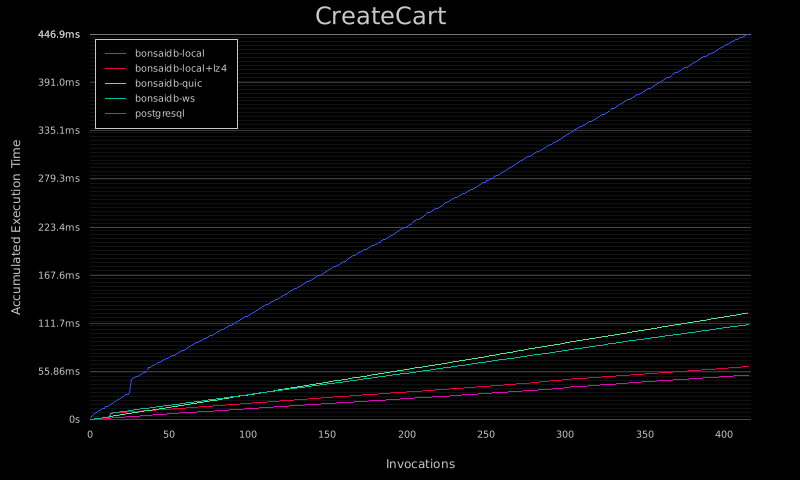 CreateCart
446.9ms
391.0ms
335.1ms
279.3ms
223.4ms
167.6ms
111.7ms
55.86ms
0s
bonsaidb-local
bonsaidb-local+lz4
bonsaidb-quic
bonsaidb-ws
postgresql
Accumulated Execution Time
0 50 100 150 200 250 300 350 400
Invocations